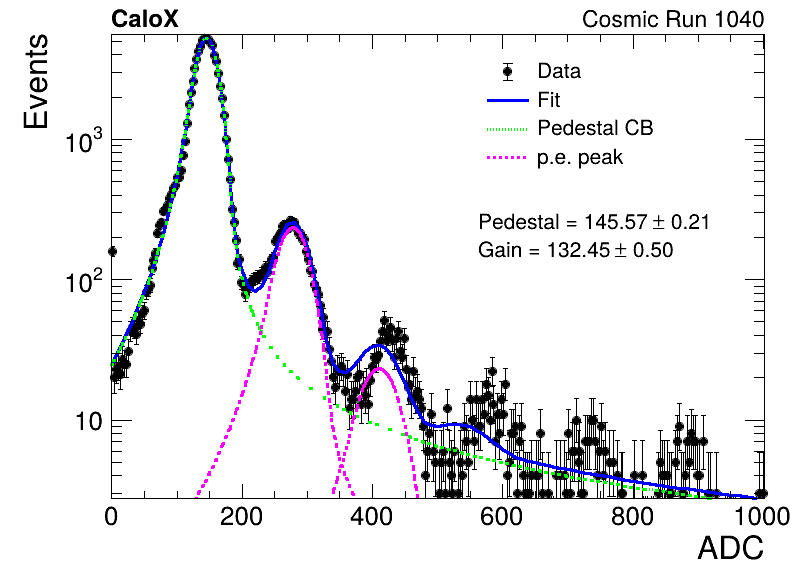 CaloX Cosmic Run 1040
Events
Data
Fit
Pedestal CB
p.e. peak
Pedestal = 145.57 ± 0.21
Gain = 132.45 ± 0.50
10³
10²
10
0 200 400 600 800 1000
ADC